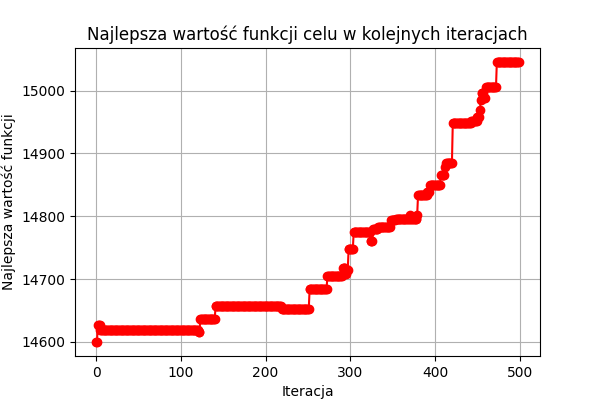 Najlepsza wartość funkcji celu w kolejnych iteracjach
Najlepsza wartość funkcji
15000
14900
14800
14700
14600
0 100 200 300 400 500
Iteracja